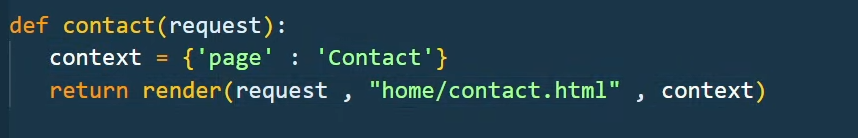 def contact(request):
    context = {'page' : 'Contact'}
    return render(request , "home/contact.html" , context)